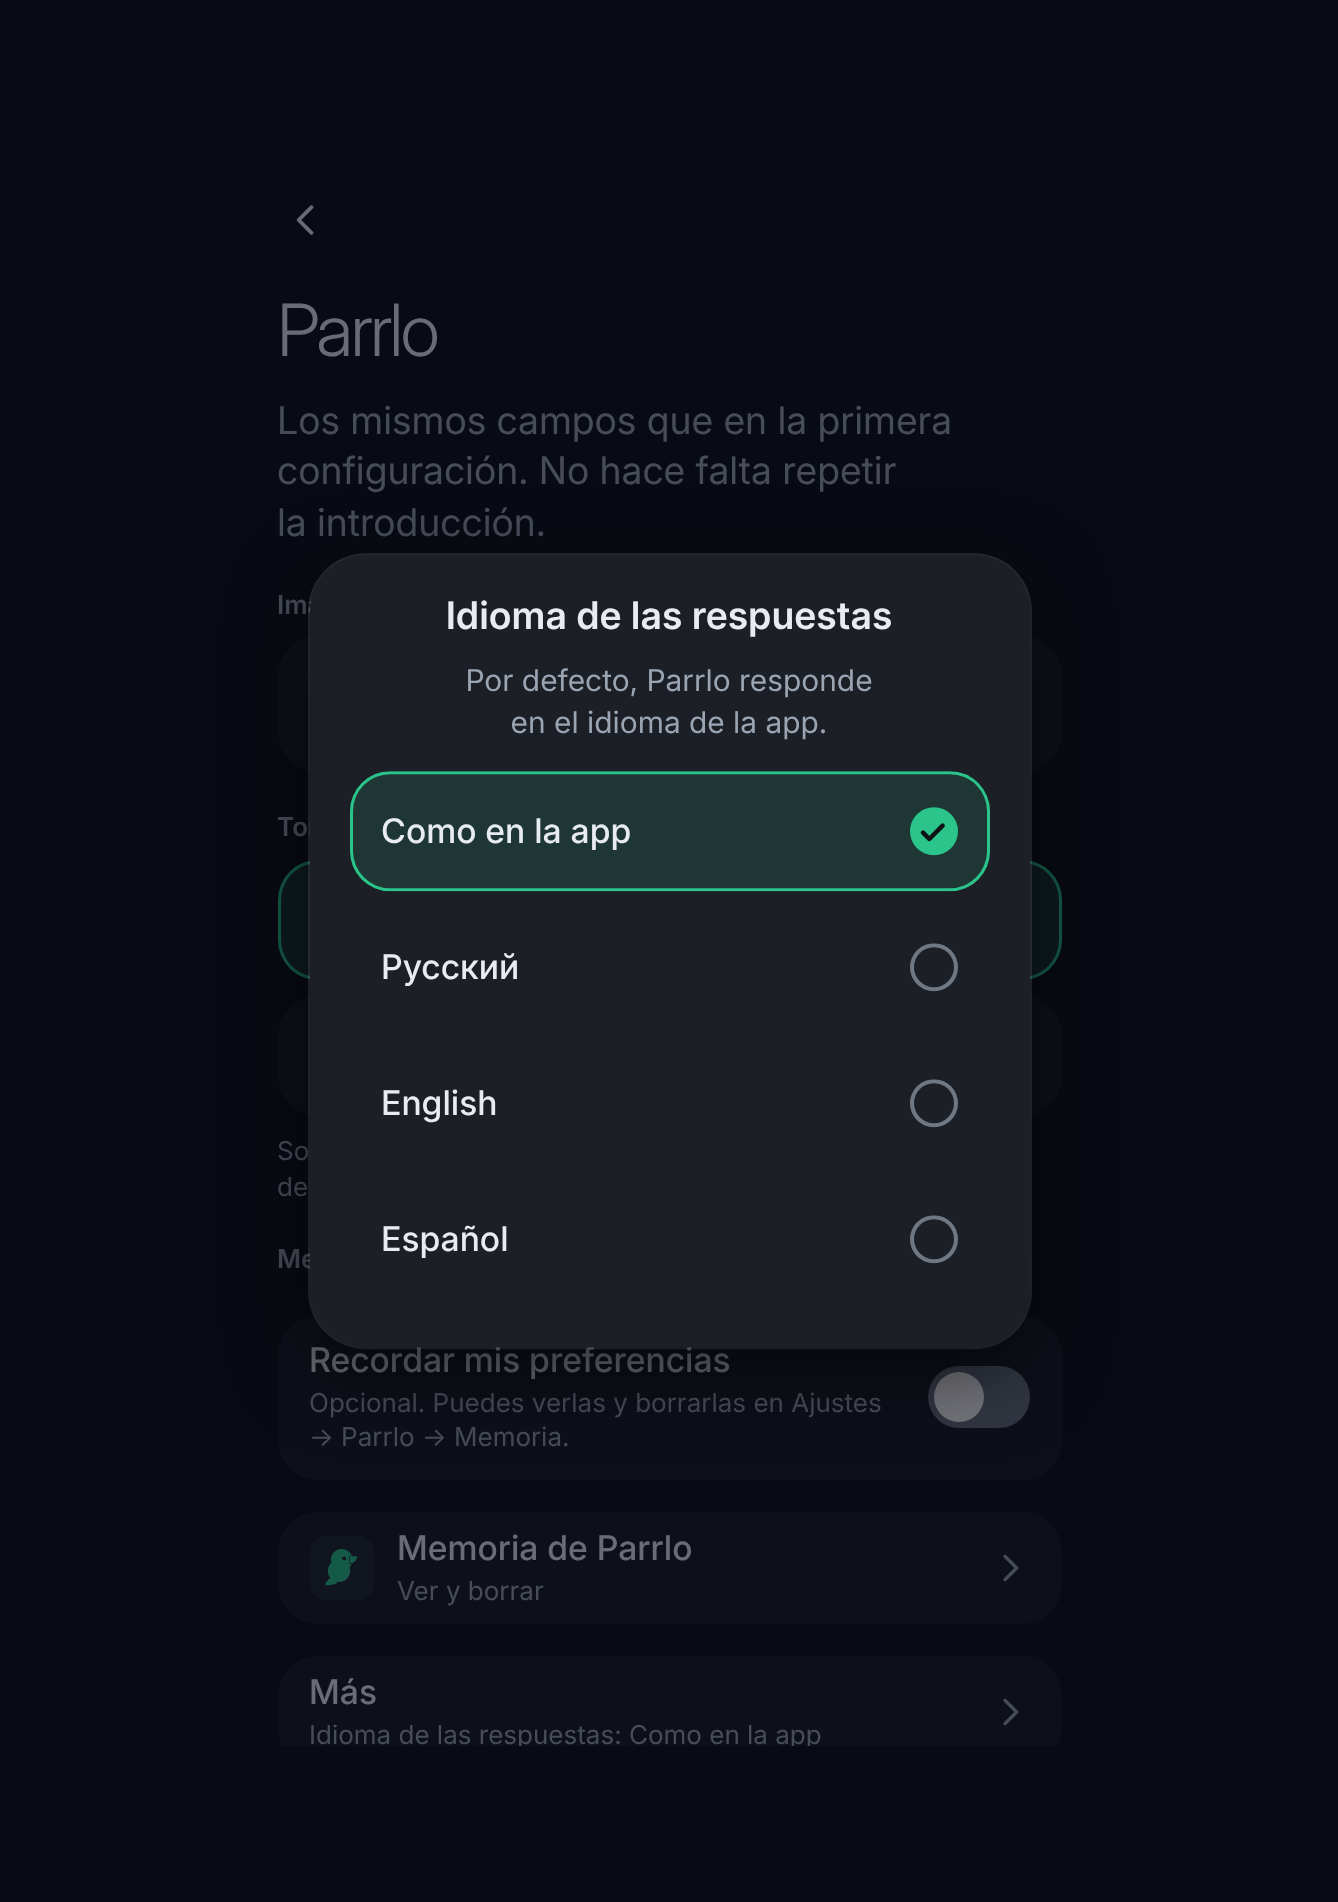 Parrlo
Los mismos campos que en la primera
configuración. No hace falta repetir
la introducción.
Idioma de las respuestas
Por defecto, Parrlo responde
en el idioma de la app.
Como en la app
Русский
English
Español
Recordar mis preferencias
Opcional. Puedes verlas y borrarlas en Ajustes
→ Parrlo → Memoria.
Memoria de Parrlo
Ver y borrar
Más
Idioma de las respuestas: Como en la app